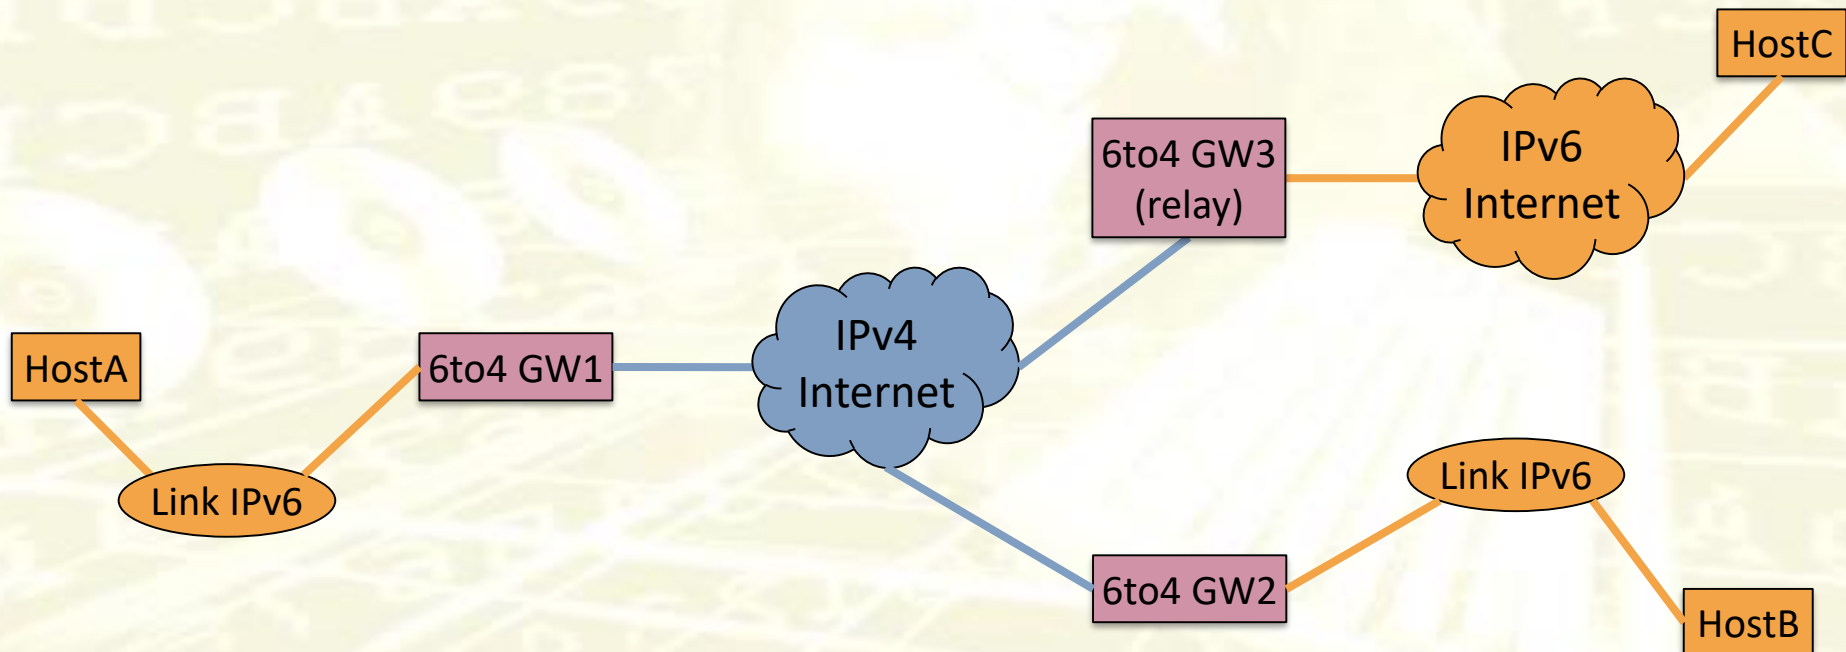 HostC
6to4 GW3
(relay)
IPv6
Internet
IPv4
Internet
HostA
6to4 GW1
Link IPv6
Link IPv6
6to4 GW2
HostB